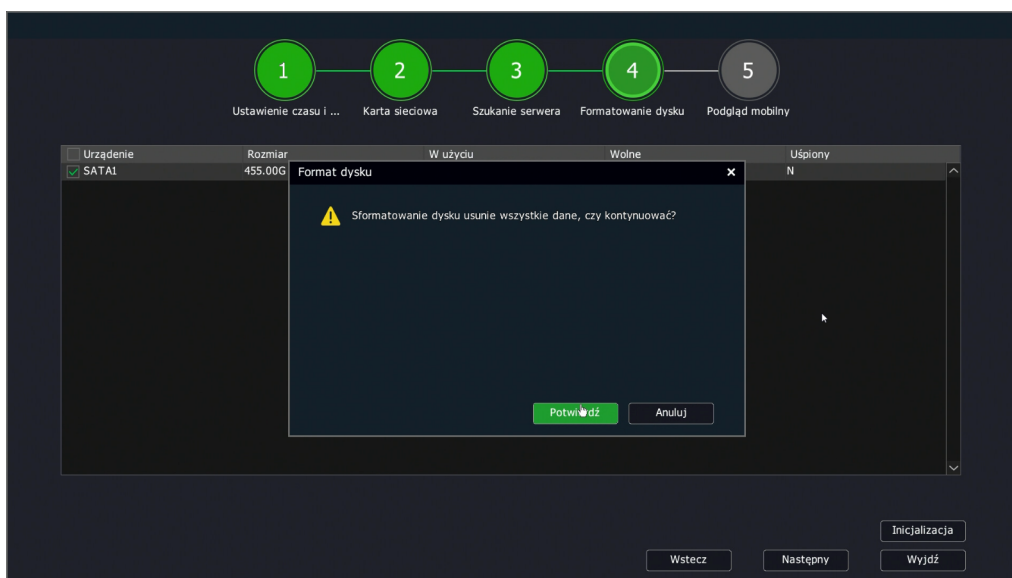 1 2 3 4 5
Ustawienie czasu i ... Karta sieciowa Szukanie serwera Formatowanie dysku Podgląd mobilny
Urządenie Rozmiar W użyciu Wolne Uśpiony
SATA1 455.00G N
Format dysku
Sformatowanie dysku usunie wszystkie dane, czy kontynuować?
Potwierdź Anuluj
Inicjalizacja
Wstecz Następny Wyjdź